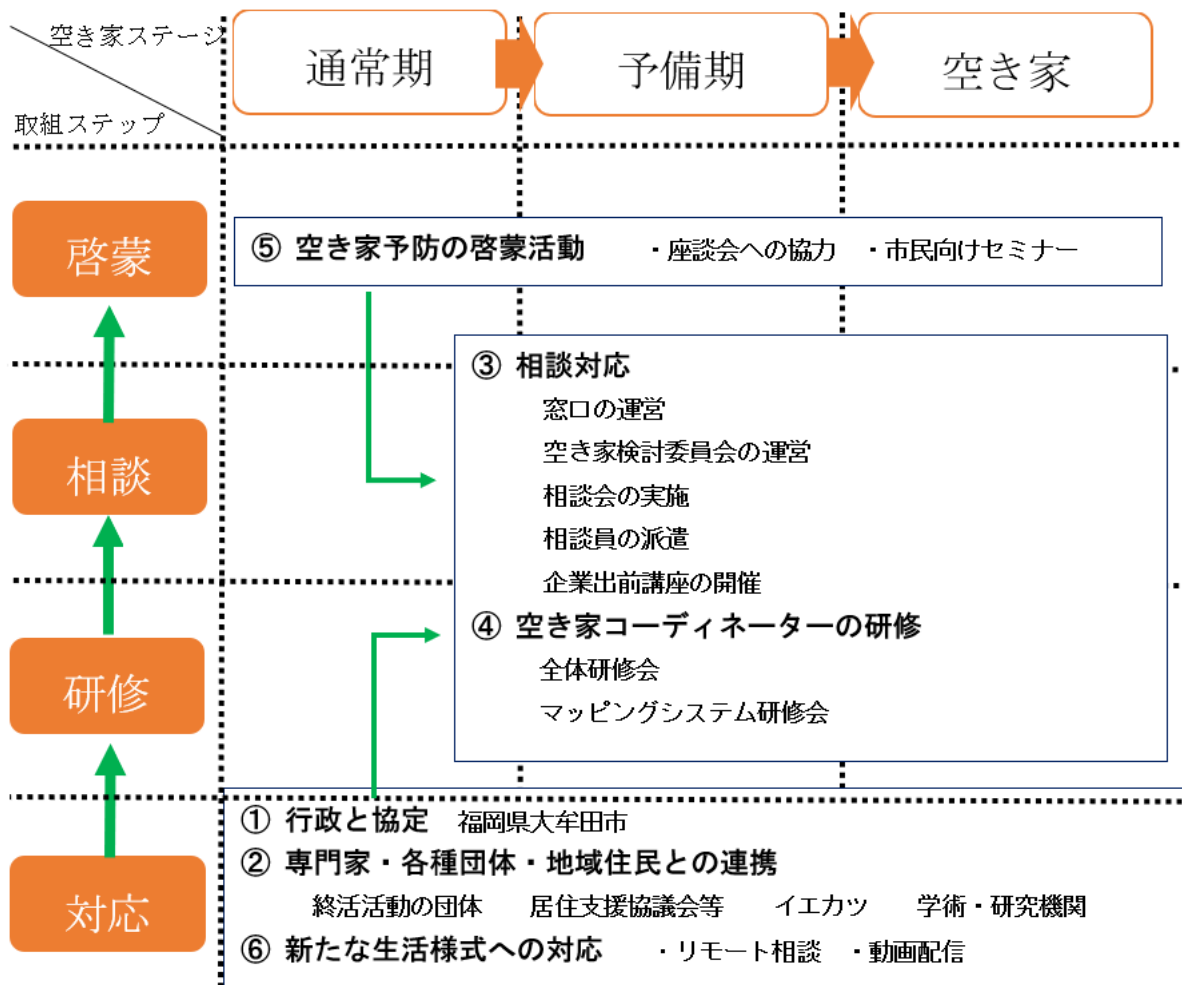 空き家ステージ
取組ステップ
通常期
予備期
空き家
啓蒙
⑤ 空き家予防の啓蒙活動 ・座談会への協力 ・市民向けセミナー
相談
③ 相談対応
窓口の運営
空き家検討委員会の運営
相談会の実施
相談員の派遣
企業出前講座の開催
④ 空き家コーディネーターの研修
全体研修会
マッピングシステム研修会
研修
対応
① 行政と協定 福岡県大牟田市
② 専門家・各種団体・地域住民との連携
終活活動の団体 居住支援協議会等 イエカツ 学術・研究機関
⑥ 新たな生活様式への対応 ・リモート相談 ・動画配信